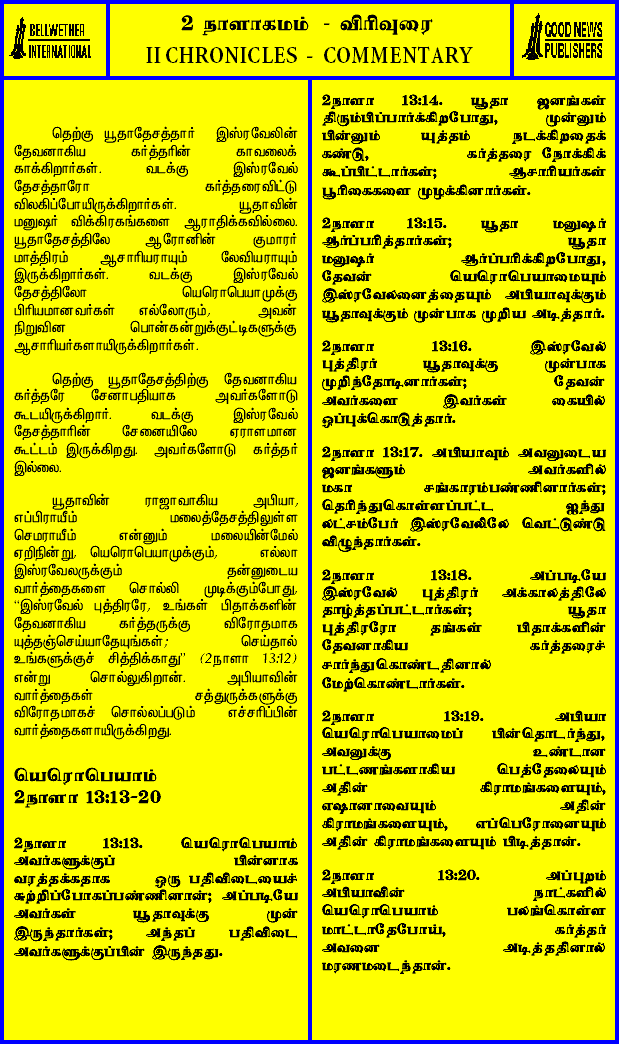 BELLWETHER
INTERNATIONAL
2 நாளாகமம் - விரிவுரை
II CHRONICLES - COMMENTARY
GOOD NEWS
PUBLISHERS
தெற்கு யூதாதேசத்தார் இஸ்ரவேலின்
தேவனாகிய கர்த்தரின் காவலைக்
காக்கிறார்கள். வடக்கு இஸ்ரவேல்
தேசத்தாரோ கர்த்தரைவிட்டு
விலகிப்போயிருக்கிறார்கள். யூதாவின்
மனுஷர் விக்கிரகங்களை ஆராதிக்கவில்லை.
யூதாதேசத்திலே ஆரோனின் குமாரர்
மாத்திரம் ஆசாரியராயும் லேவியராயும்
இருக்கிறார்கள். வடக்கு இஸ்ரவேல்
தேசத்திலோ யெரொபெயாமுக்கு
பிரியமானவர்கள் எல்லோரும், அவன்
நிறுவின பொன்கன்றுக்குட்டிகளுக்கு
ஆசாரியர்களாயிருக்கிறார்கள்.
தெற்கு யூதாதேசத்திற்கு தேவனாகிய
கர்த்தரே சேனாபதியாக அவர்களோடு
கூடயிருக்கிறார். வடக்கு இஸ்ரவேல்
தேசத்தாரின் சேனையிலே ஏராளமான
கூட்டம் இருக்கிறது. அவர்களோடு கர்த்தர்
இல்லை.
யூதாவின் ராஜாவாகிய அபியா,
எப்பிராயீம் மலைத்தேசத்திலுள்ள
செமராயீம் என்னும் மலையின்மேல்
ஏறிநின்று, யெரொபெயாமுக்கும், எல்லா
இஸ்ரவேலருக்கும் தன்னுடைய
வார்த்தைகளை சொல்லி முடிக்கும்போது,
"இஸ்ரவேல் புத்திரரே, உங்கள் பிதாக்களின்
தேவனாகிய கர்த்தருக்கு விரோதமாக
யுத்தஞ்செய்யாதேயுங்கள்; செய்தால்
உங்களுக்குச் சித்திக்காது" (2நாளா 13:12)
என்று சொல்லுகிறான். அபியாவின்
வார்த்தைகள் சத்துருக்களுக்கு
விரோதமாகச் சொல்லப்படும் எச்சரிப்பின்
வார்த்தைகளாயிருக்கிறது.
யெரொபெயாம்
2நாளா 13:13-20
2நாளா 13:13. யெரொபெயாம்
அவர்களுக்குப் பின்னாக
வரத்தக்கதாக ஒரு பதிவிடையைச்
சுற்றிப்போகப்பண்ணினான்; அப்படியே
அவர்கள் யூதாவுக்கு முன்
இருந்தார்கள்; அந்தப் பதிவிடை
அவர்களுக்குப்பின் இருந்தது.
2நாளா 13:14. யூதா ஜனங்கள்
திரும்பிப்பார்க்கிறபோது, முன்னும்
பின்னும் யுத்தம் நடக்கிறதைக்
கண்டு, கர்த்தரை நோக்கிக்
கூப்பிட்டார்கள்; ஆசாரியர்கள்
பூரிகைகளை முழக்கினார்கள்.
2நாளா 13:15. யூதா மனுஷர்
ஆர்ப்பரித்தார்கள்; யூதா
மனுஷர் ஆர்ப்பரிக்கிறபோது,
தேவன் யெரொபெயாமையும்
இஸ்ரவேலனைத்தையும் அபியாவுக்கும்
யூதாவுக்கும் முன்பாக முறிய அடித்தார்.
2நாளா 13:16. இஸ்ரவேல்
புத்திரர் யூதாவுக்கு முன்பாக
முறிந்தோடினார்கள்; தேவன்
அவர்களை இவர்கள் கையில்
ஒப்புக்கொடுத்தார்.
2நாளா 13:17. அபியாவும் அவனுடைய
ஜனங்களும் அவர்களில்
மகா சங்காரம்பண்ணினார்கள்;
தெரிந்துகொள்ளப்பட்ட ஐந்து
லட்சம்பேர் இஸ்ரவேலிலே வெட்டுண்டு
விழுந்தார்கள்.
2நாளா 13:18. அப்படியே
இஸ்ரவேல் புத்திரர் அக்காலத்திலே
தாழ்த்தப்பட்டார்கள்; யூதா
புத்திரரோ தங்கள் பிதாக்களின்
தேவனாகிய கர்த்தரைச்
சார்ந்துகொண்டதினால்
மேற்கொண்டார்கள்.
2நாளா 13:19. அபியா
யெரொபெயாமைப் பின்தொடர்ந்து,
அவனுக்கு உண்டான
பட்டணங்களாகிய பெத்தேலையும்
அதின் கிராமங்களையும்,
எஷானாவையும் அதின்
கிராமங்களையும், எப்பெரோனையும்
அதின் கிராமங்களையும் பிடித்தான்.
2நாளா 13:20. அப்புறம்
அபியாவின் நாட்களில்
யெரொபெயாம் பலங்கொள்ள
மாட்டாதேபோய், கர்த்தர்
அவனை அடித்ததினால்
மரணமடைந்தான்.